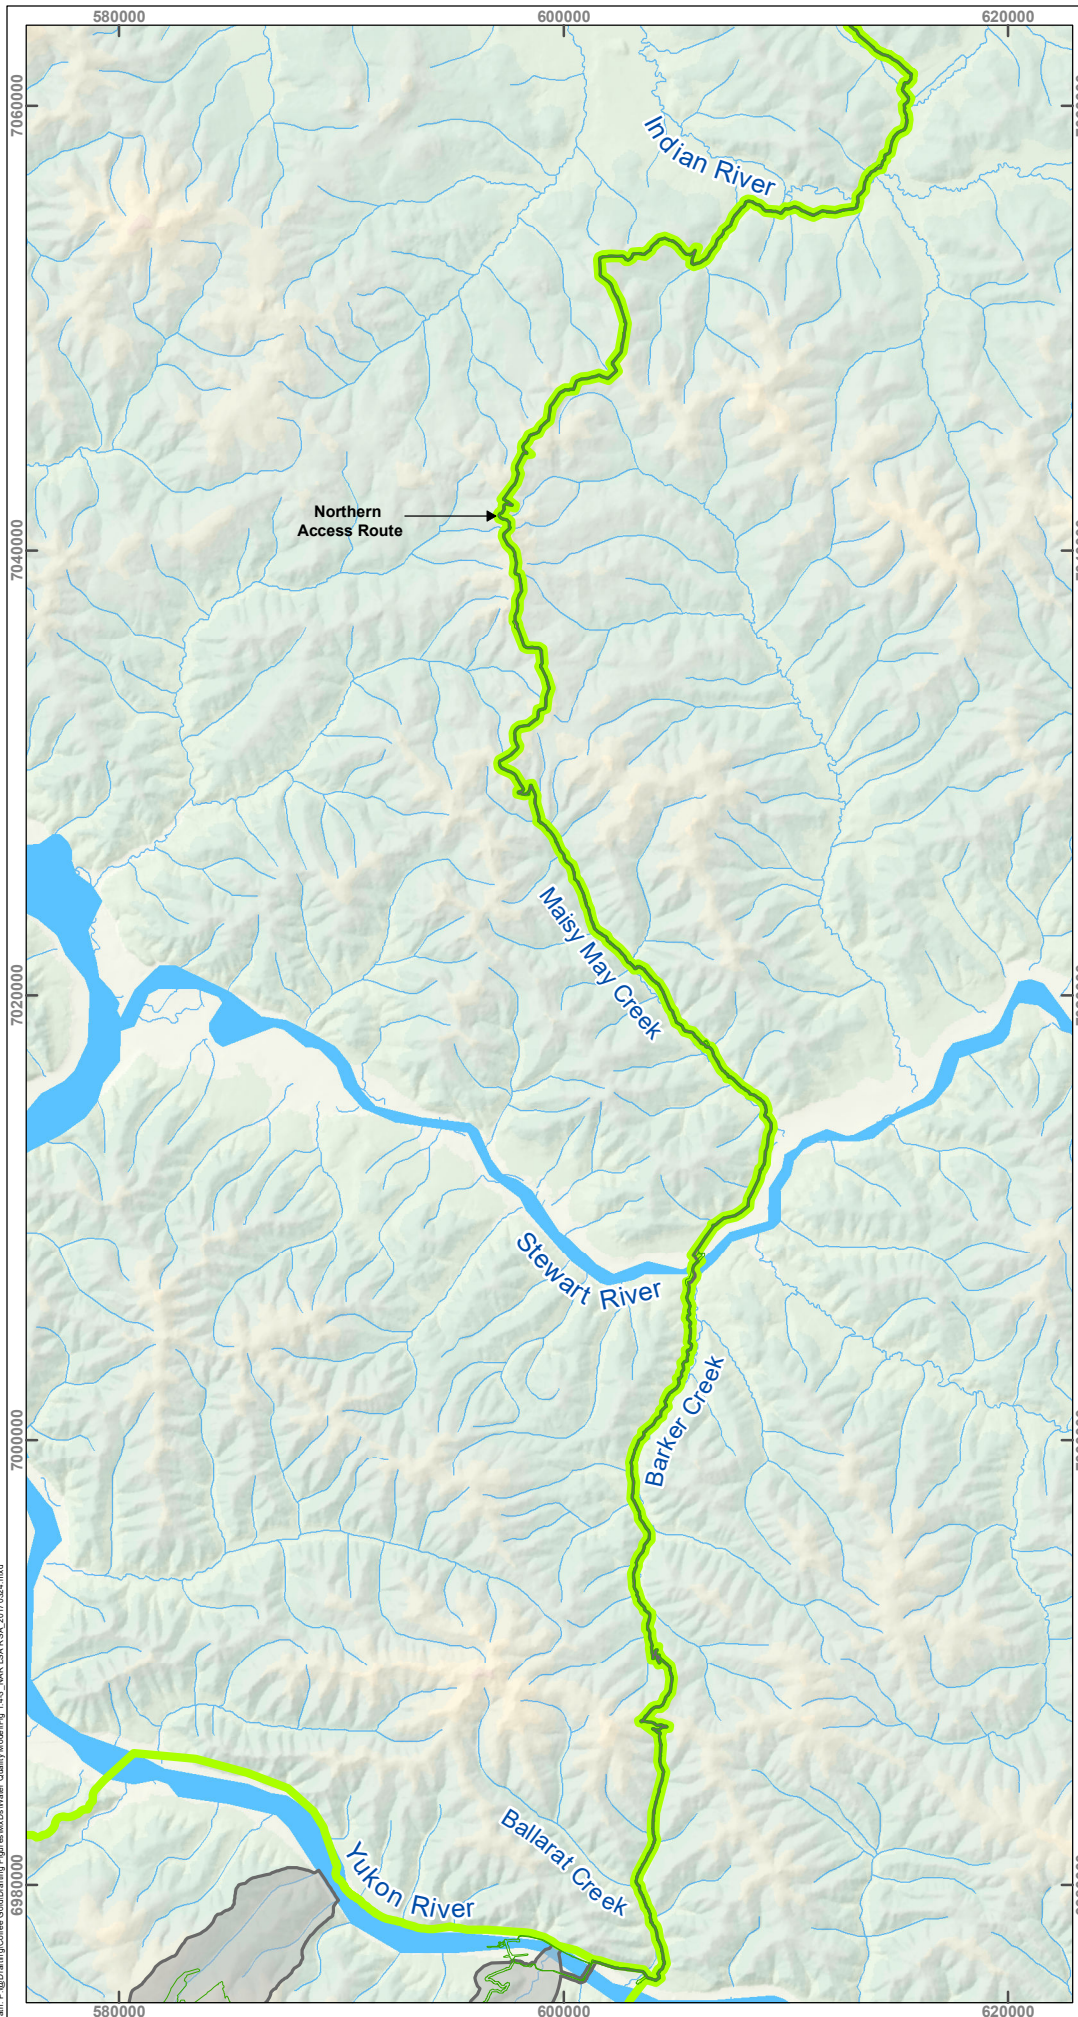 580000
600000
620000
7060000
Indian River
Northern
Access Route
7040000
Maisy May Creek
7020000
Stewart River
Barker Creek
7000000
Ballarat Creek
Yukon River
6980000
580000
600000
620000